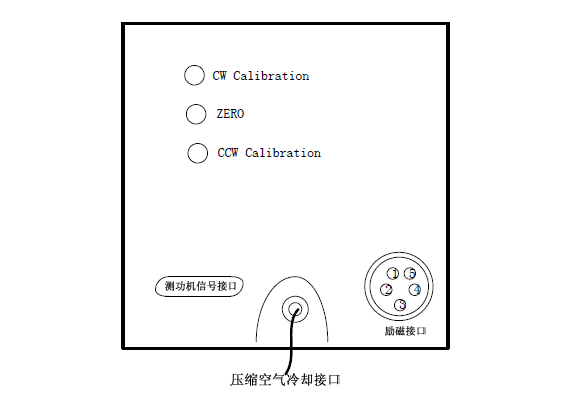 CW Calibration
ZERO
CCW Calibration
测功机信号接口
1 5
2 4
3
励磁接口
压缩空气冷却接口